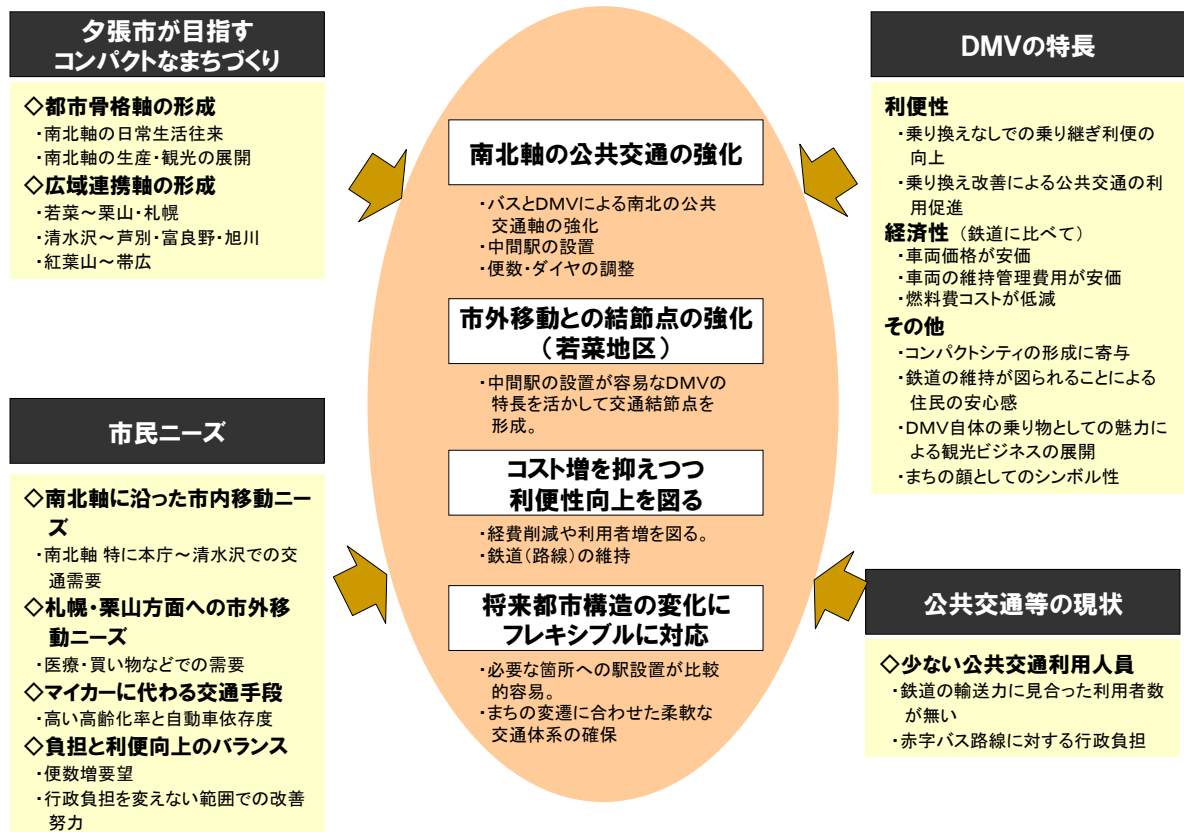 夕張市が目指す
コンパクトなまちづくり
◇都市骨格軸の形成
・南北軸の日常生活往来
・南北軸の生産・観光の展開
◇広域連携軸の形成
・若菜～栗山・札幌
・清水沢～芦別・富良野・旭川
・紅葉山～帯広
市民ニーズ
◇南北軸に沿った市内移動ニー
ズ
・南北軸 特に本庁～清水沢での交
通需要
◇札幌・栗山方面への市外移
動ニーズ
・医療・買い物などでの需要
◇マイカーに代わる交通手段
・高い高齢化率と自動車依存度
◇負担と利便向上のバランス
・便数増要望
・行政負担を変えない範囲での改善
努力
南北軸の公共交通の強化
・バスとDMVによる南北の公共
交通軸の強化
・中間駅の設置
・便数・ダイヤの調整
市外移動との結節点の強化
（若菜地区）
・中間駅の設置が容易なDMVの
特長を活かして交通結節点を
形成。
コスト増を抑えつつ
利便性向上を図る
・経費削減や利用者増を図る。
・鉄道（路線）の維持
将来都市構造の変化に
フレキシブルに対応
・必要な箇所への駅設置が比較
的容易。
・まちの変遷に合わせた柔軟な
交通体系の確保
DMVの特長
利便性
・乗り換えなしでの乗り継ぎ利便の
向上
・乗り換え改善による公共交通の利
用促進
経済性（鉄道に比べて）
・車両価格が安価
・車両の維持管理費用が安価
・燃料費コストが低減
その他
・コンパクトシティの形成に寄与
・鉄道の維持が図られることによる
住民の安心感
・DMV自体の乗り物としての魅力に
よる観光ビジネスの展開
・まちの顔としてのシンボル性
公共交通等の現状
◇少ない公共交通利用人員
・鉄道の輸送力に見合った利用者数
が無い
・赤字バス路線に対する行政負担